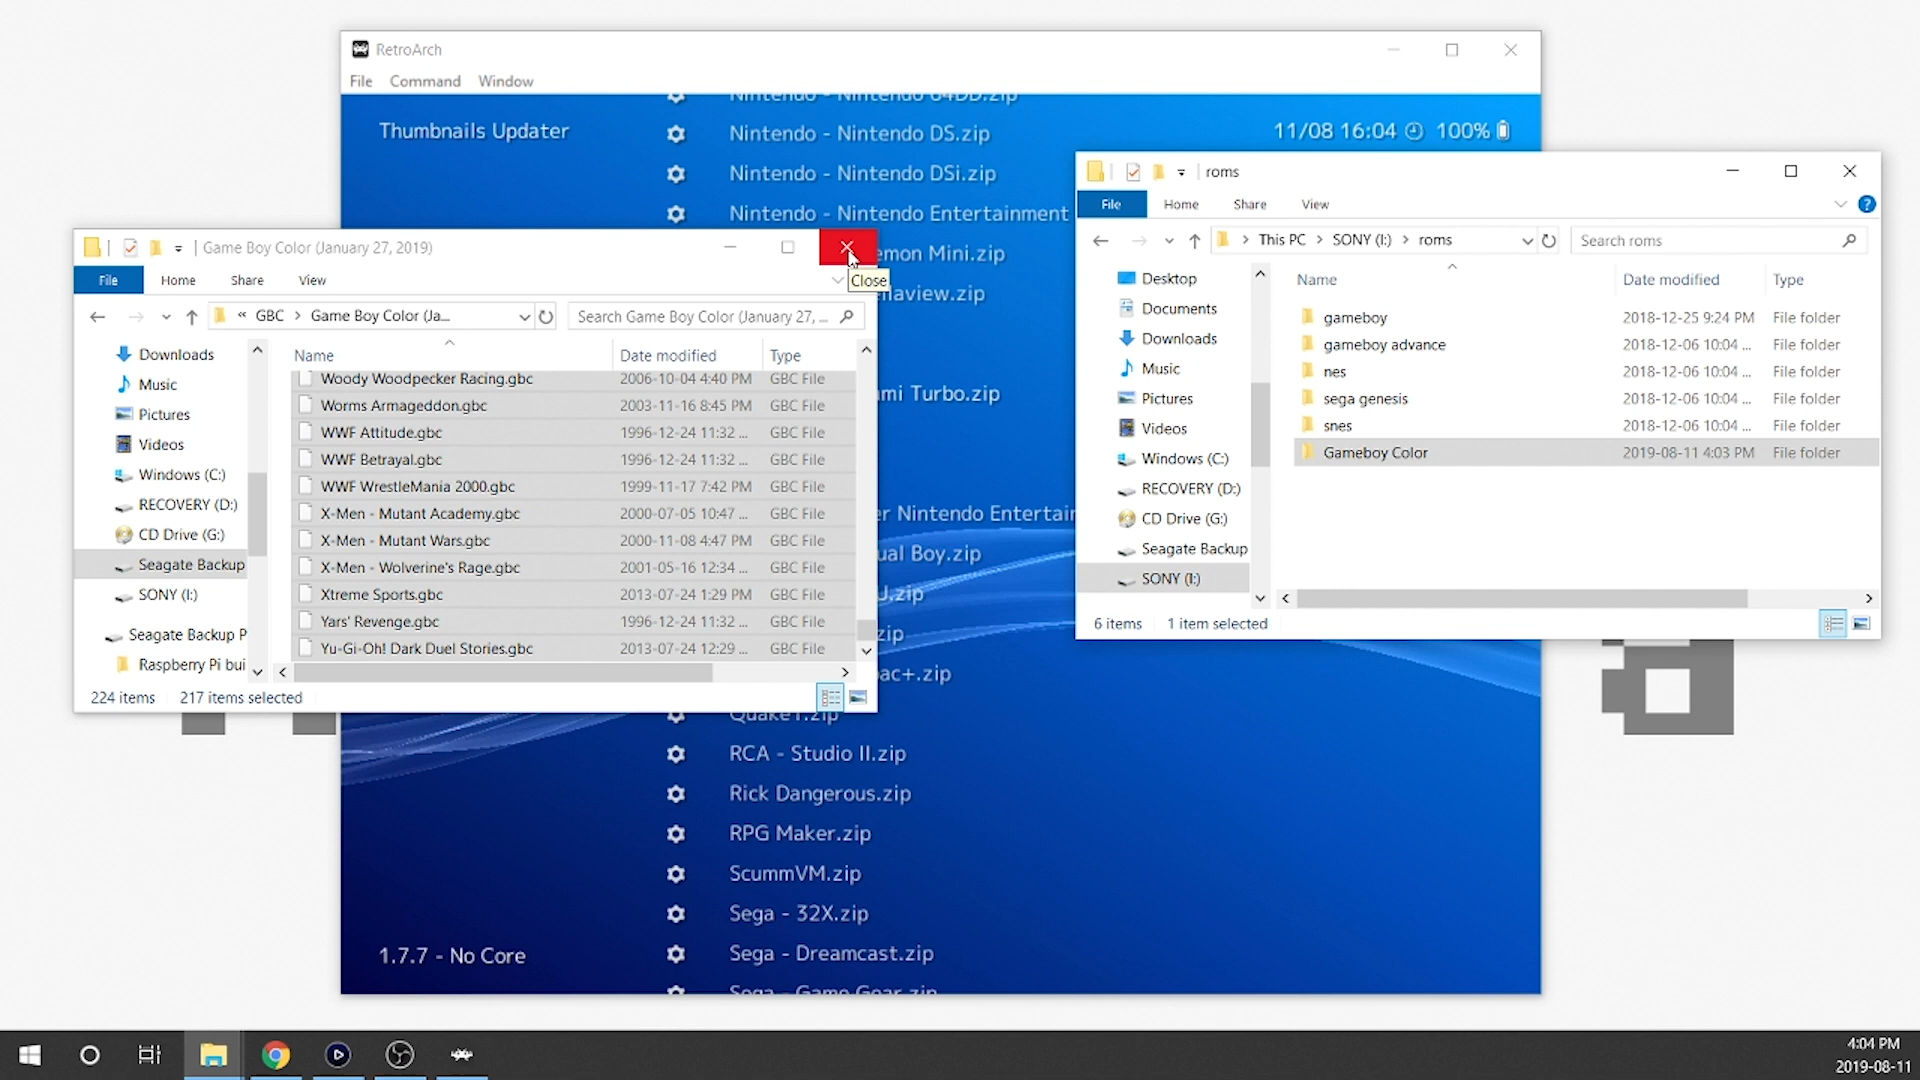 RetroArch
File Command Window
Thumbnails Updater
11/08 16:04 100%
Nintendo - Nintendo 64DD.zip
Nintendo - Nintendo DS.zip
Nintendo - Nintendo DSi.zip
Nintendo - Nintendo Entertainment
emon Mini.zip
ellaview.zip
mi Turbo.zip
er Nintendo Entertain
ual Boy.zip
U.zip
zip
ac+.zip
Quake1.zip
RCA - Studio II.zip
Rick Dangerous.zip
RPG Maker.zip
ScummVM.zip
Sega - 32X.zip
Sega - Dreamcast.zip
Sega - Game Gear.zip
1.7.7 - No Core
Game Boy Color (January 27, 2019)
Close
File Home Share View
« GBC > Game Boy Color (Ja...
Search Game Boy Color (January 27, ...
Downloads
Music
Pictures
Videos
Windows (C:)
RECOVERY (D:)
CD Drive (G:)
Seagate Backup
SONY (I:)
Seagate Backup P
Raspberry Pi bui
Name Date modified Type
Woody Woodpecker Racing.gbc 2006-10-04 4:40 PM GBC File
Worms Armageddon.gbc 2003-11-16 8:45 PM GBC File
WWF Attitude.gbc 1996-12-24 11:32 ... GBC File
WWF Betrayal.gbc 1996-12-24 11:32 ... GBC File
WWF WrestleMania 2000.gbc 1999-11-17 7:42 PM GBC File
X-Men - Mutant Academy.gbc 2000-07-05 10:47 ... GBC File
X-Men - Mutant Wars.gbc 2000-11-08 4:47 PM GBC File
X-Men - Wolverine's Rage.gbc 2001-05-16 12:34 ... GBC File
Xtreme Sports.gbc 2013-07-24 1:29 PM GBC File
Yars' Revenge.gbc 1996-12-24 11:32 ... GBC File
Yu-Gi-Oh! Dark Duel Stories.gbc 2013-07-24 12:29 ... GBC File
224 items 217 items selected
roms
File Home Share View
> This PC > SONY (I:) > roms
Search roms
Desktop
Documents
Downloads
Music
Pictures
Videos
Windows (C:)
RECOVERY (D:)
CD Drive (G:)
Seagate Backup
SONY (I:)
Name Date modified Type
gameboy 2018-12-25 9:24 PM File folder
gameboy advance 2018-12-06 10:04 ... File folder
nes 2018-12-06 10:04 ... File folder
sega genesis 2018-12-06 10:04 ... File folder
snes 2018-12-06 10:04 ... File folder
Gameboy Color 2019-08-11 4:03 PM File folder
6 items 1 item selected
4:04 PM
2019-08-11